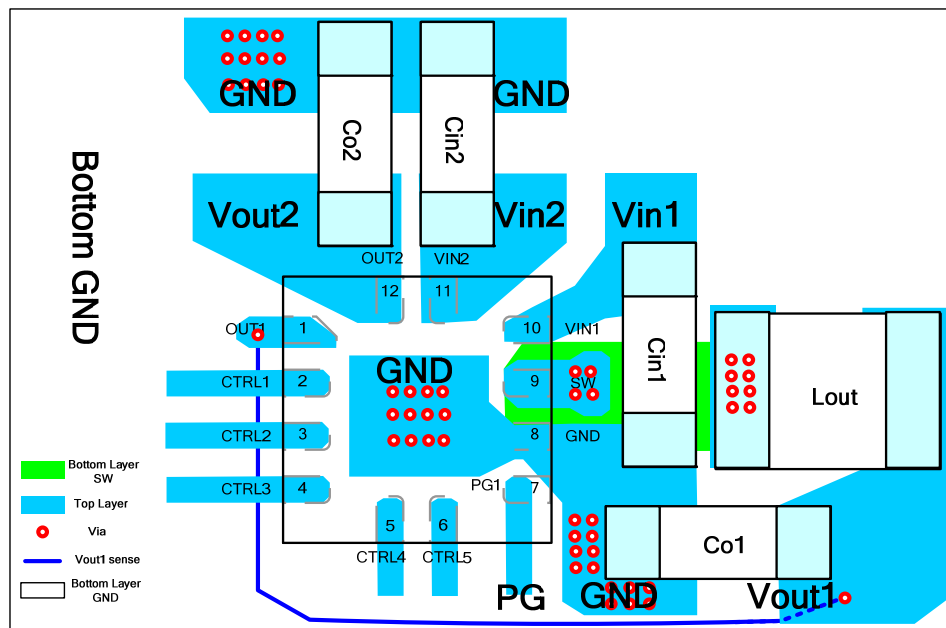 GND
GND
Co2
Cin2
Bottom GND
Vout2
Vin2
Vin1
OUT2
VIN2
12
11
OUT1
1
10
VIN1
GND
CTRL1
2
9
SW
Cin1
Lout
CTRL2
3
8
GND
CTRL3
4
PG1
7
5
6
CTRL4
CTRL5
Co1
PG
GND
Vout1
Bottom Layer
SW
Top Layer
Via
Vout1 sense
Bottom Layer
GND